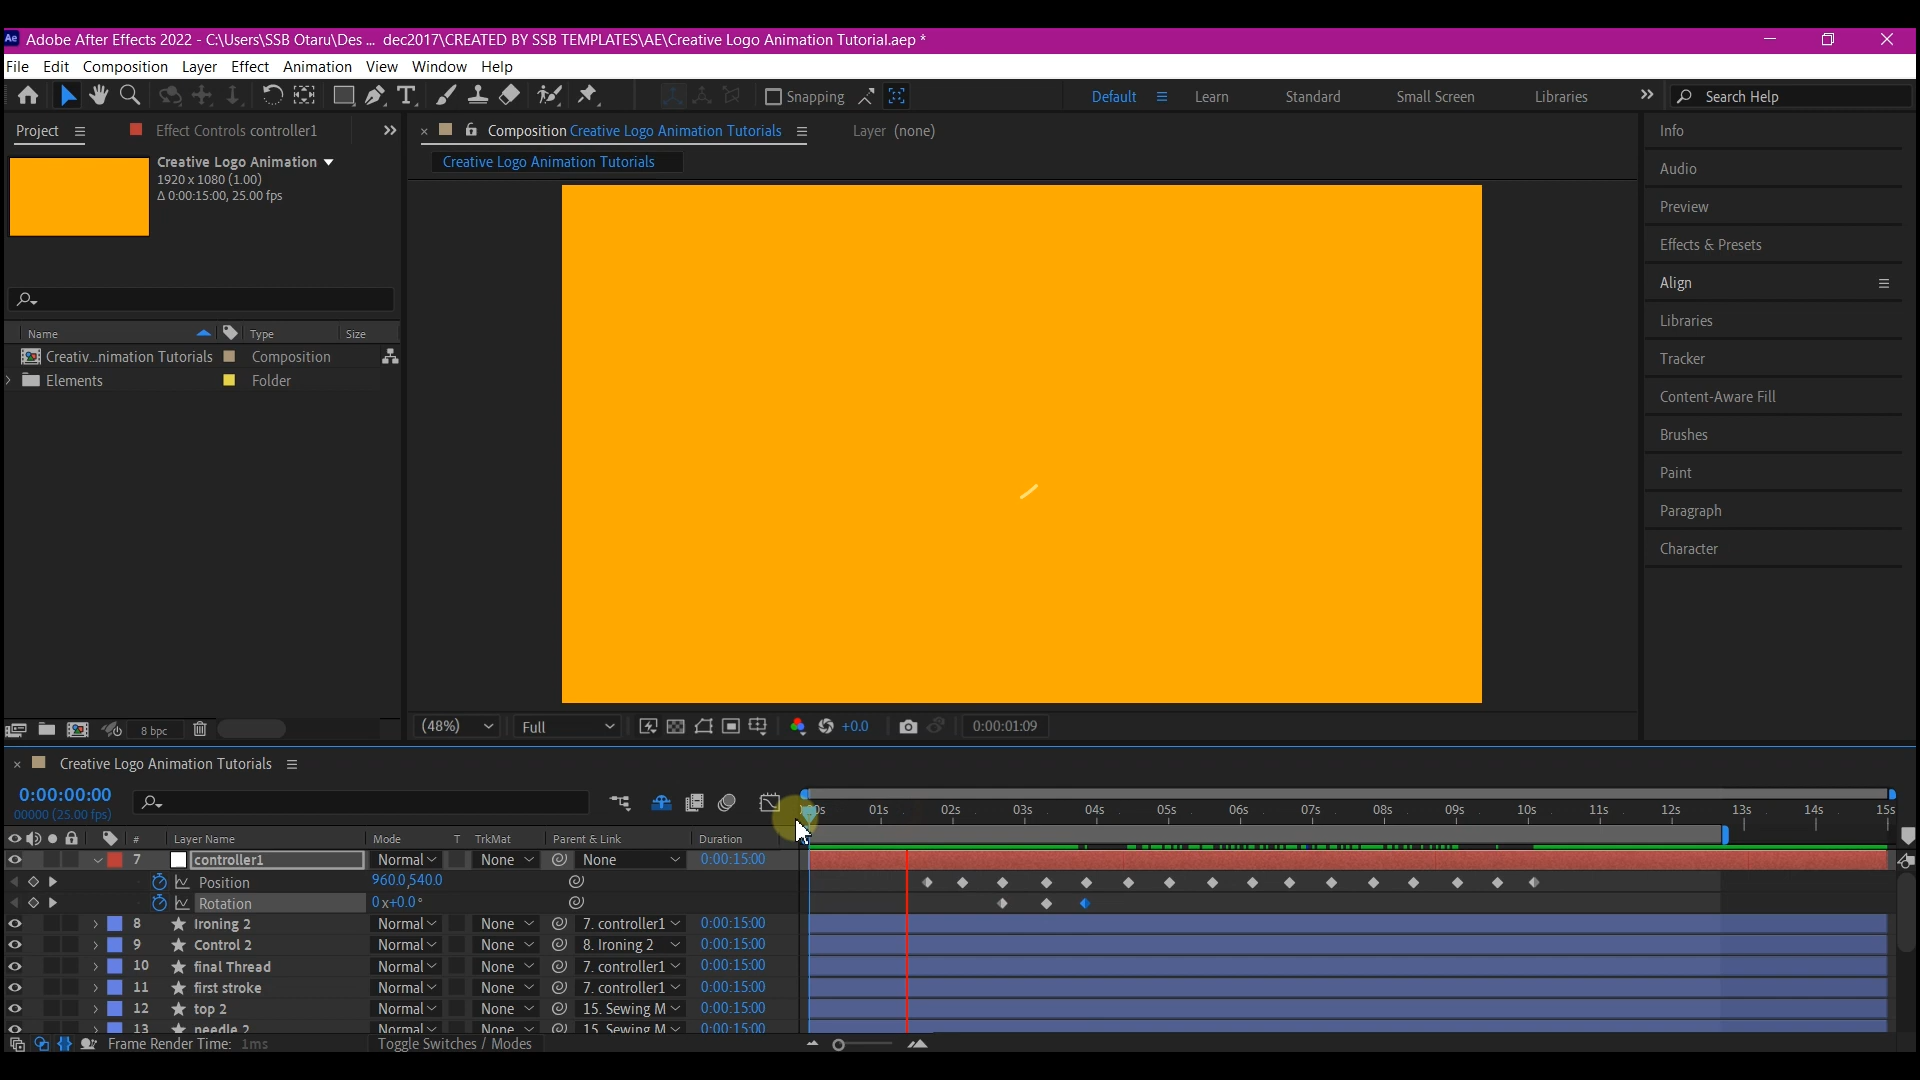 Ae Adobe After Effects 2022 - C:\Users\SSB Otaru\Des ... dec2017\CREATED BY SSB TEMPLATES\AE\Creative Logo Animation Tutorial.aep *
File Edit Composition Layer Effect Animation View Window Help
Snapping Default Learn Standard Small Screen Libraries Search Help
Project Effect Controls controller1 Composition Creative Logo Animation Tutorials Layer (none) Info
Creative Logo Animation
1920 x 1080 (1.00)
Δ 0:00:15:00, 25.00 fps
Creative Logo Animation Tutorials
Audio
Preview
Effects & Presets
Align
Libraries
Tracker
Content-Aware Fill
Brushes
Paint
Paragraph
Character
Name Type Size
Creativ...nimation Tutorials Composition
Elements Folder
8 bpc (48%) Full +0.0 0:00:01:09
Creative Logo Animation Tutorials
0:00:00:00
00000 (25.00 fps)
01s 02s 03s 04s 05s 06s 07s 08s 09s 10s 11s 12s 13s 14s 15s
# Layer Name Mode T TrkMat Parent & Link Duration
7 controller1 Normal None None 0:00:15:00
Position 960.0,540.0
Rotation 0x+0.0°
8 Ironing 2 Normal None 7. controller1 0:00:15:00
9 Control 2 Normal None 8. Ironing 2 0:00:15:00
10 final Thread Normal None 7. controller1 0:00:15:00
11 first stroke Normal None 7. controller1 0:00:15:00
12 top 2 Normal None 15. Sewing M 0:00:15:00
13 needle 2 Normal None 15. Sewing M 0:00:15:00
Frame Render Time: 1ms Toggle Switches / Modes